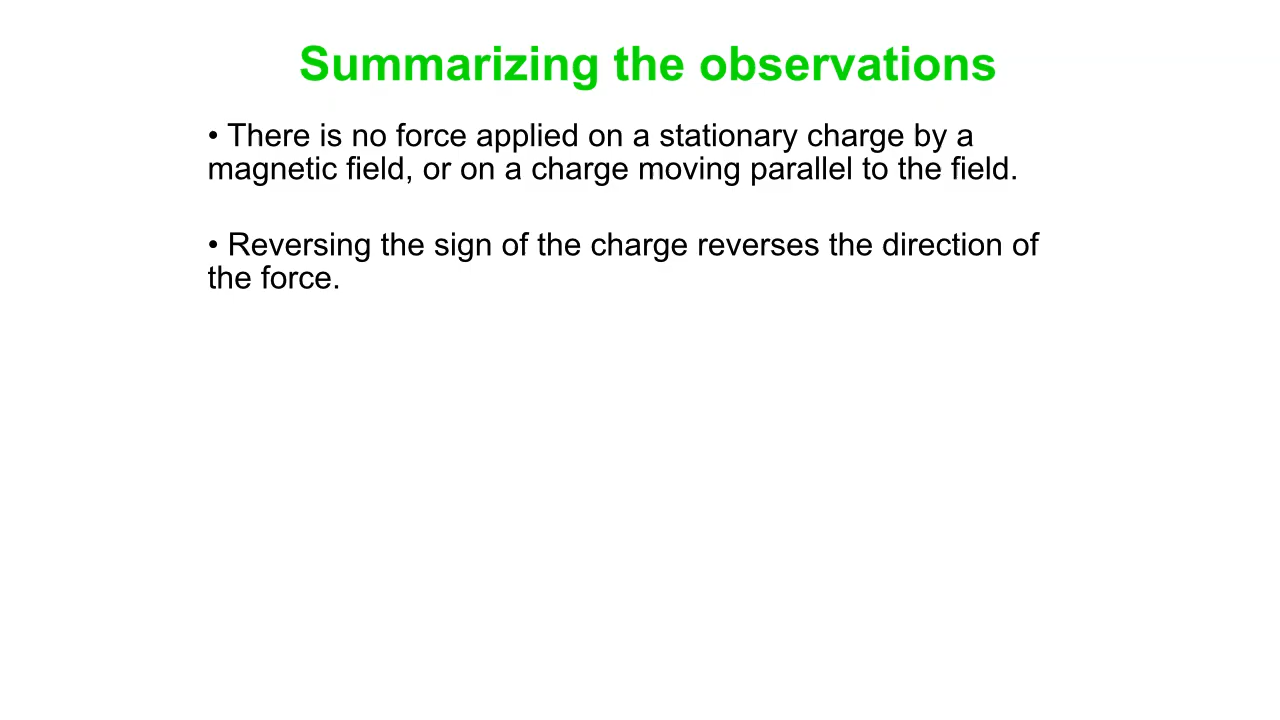 Summarizing the observations
• There is no force applied on a stationary charge by a
magnetic field, or on a charge moving parallel to the field.
• Reversing the sign of the charge reverses the direction of
the force.